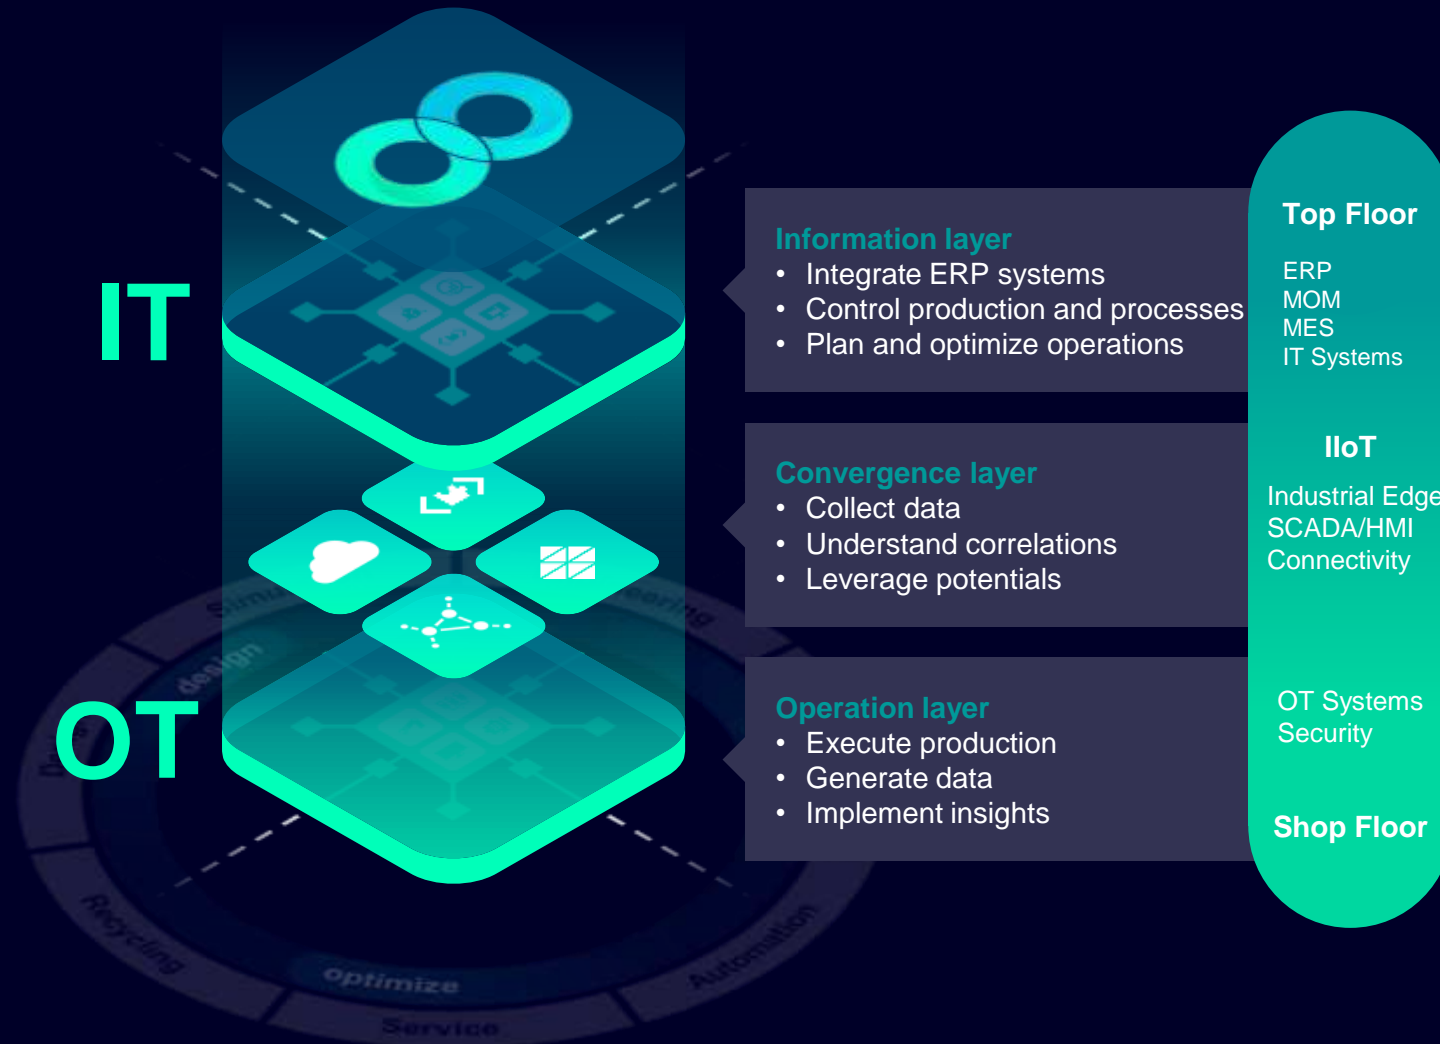 IT
OT
Information layer
• Integrate ERP systems
• Control production and processes
• Plan and optimize operations
Convergence layer
• Collect data
• Understand correlations
• Leverage potentials
Operation layer
• Execute production
• Generate data
• Implement insights
Top Floor
ERP
MOM
MES
IT Systems
IIoT
Industrial Edge
SCADA/HMI
Connectivity
OT Systems
Security
Shop Floor
design
Recycling
optimize
Service
Automation